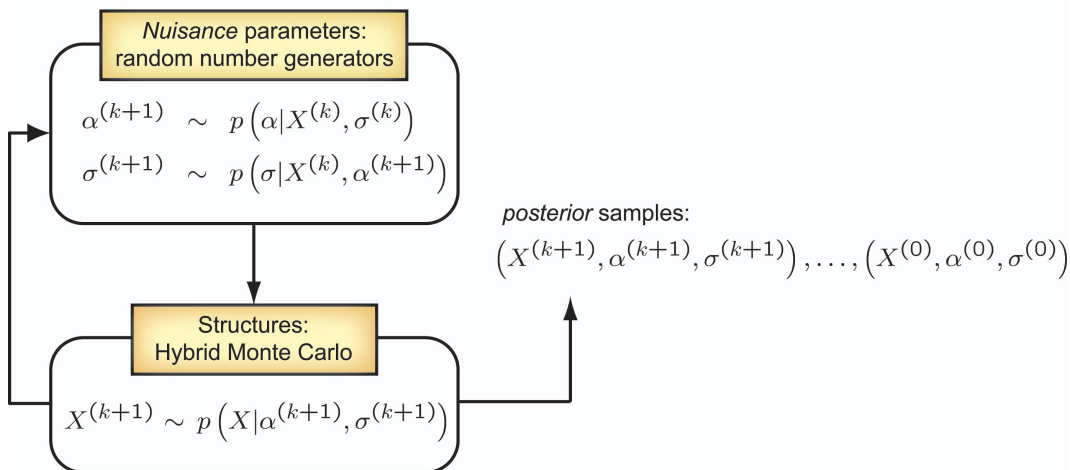 Nuisance parameters:
random number generators
α^(k+1) ∼ p(α|X^(k), σ^(k))
σ^(k+1) ∼ p(σ|X^(k), α^(k+1))
posterior samples:
(X^(k+1), α^(k+1), σ^(k+1)), . . . , (X^(0), α^(0), σ^(0))
Structures:
Hybrid Monte Carlo
X^(k+1) ∼ p(X|α^(k+1), σ^(k+1))